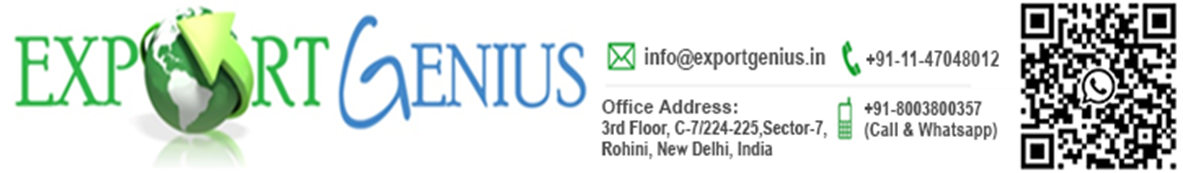 EXPORT GENIUS
info@exportgenius.in
+91-11-47048012
Office Address:
3rd Floor, C-7/224-225,Sector-7,
Rohini, New Delhi, India
+91-8003800357
(Call & Whatsapp)